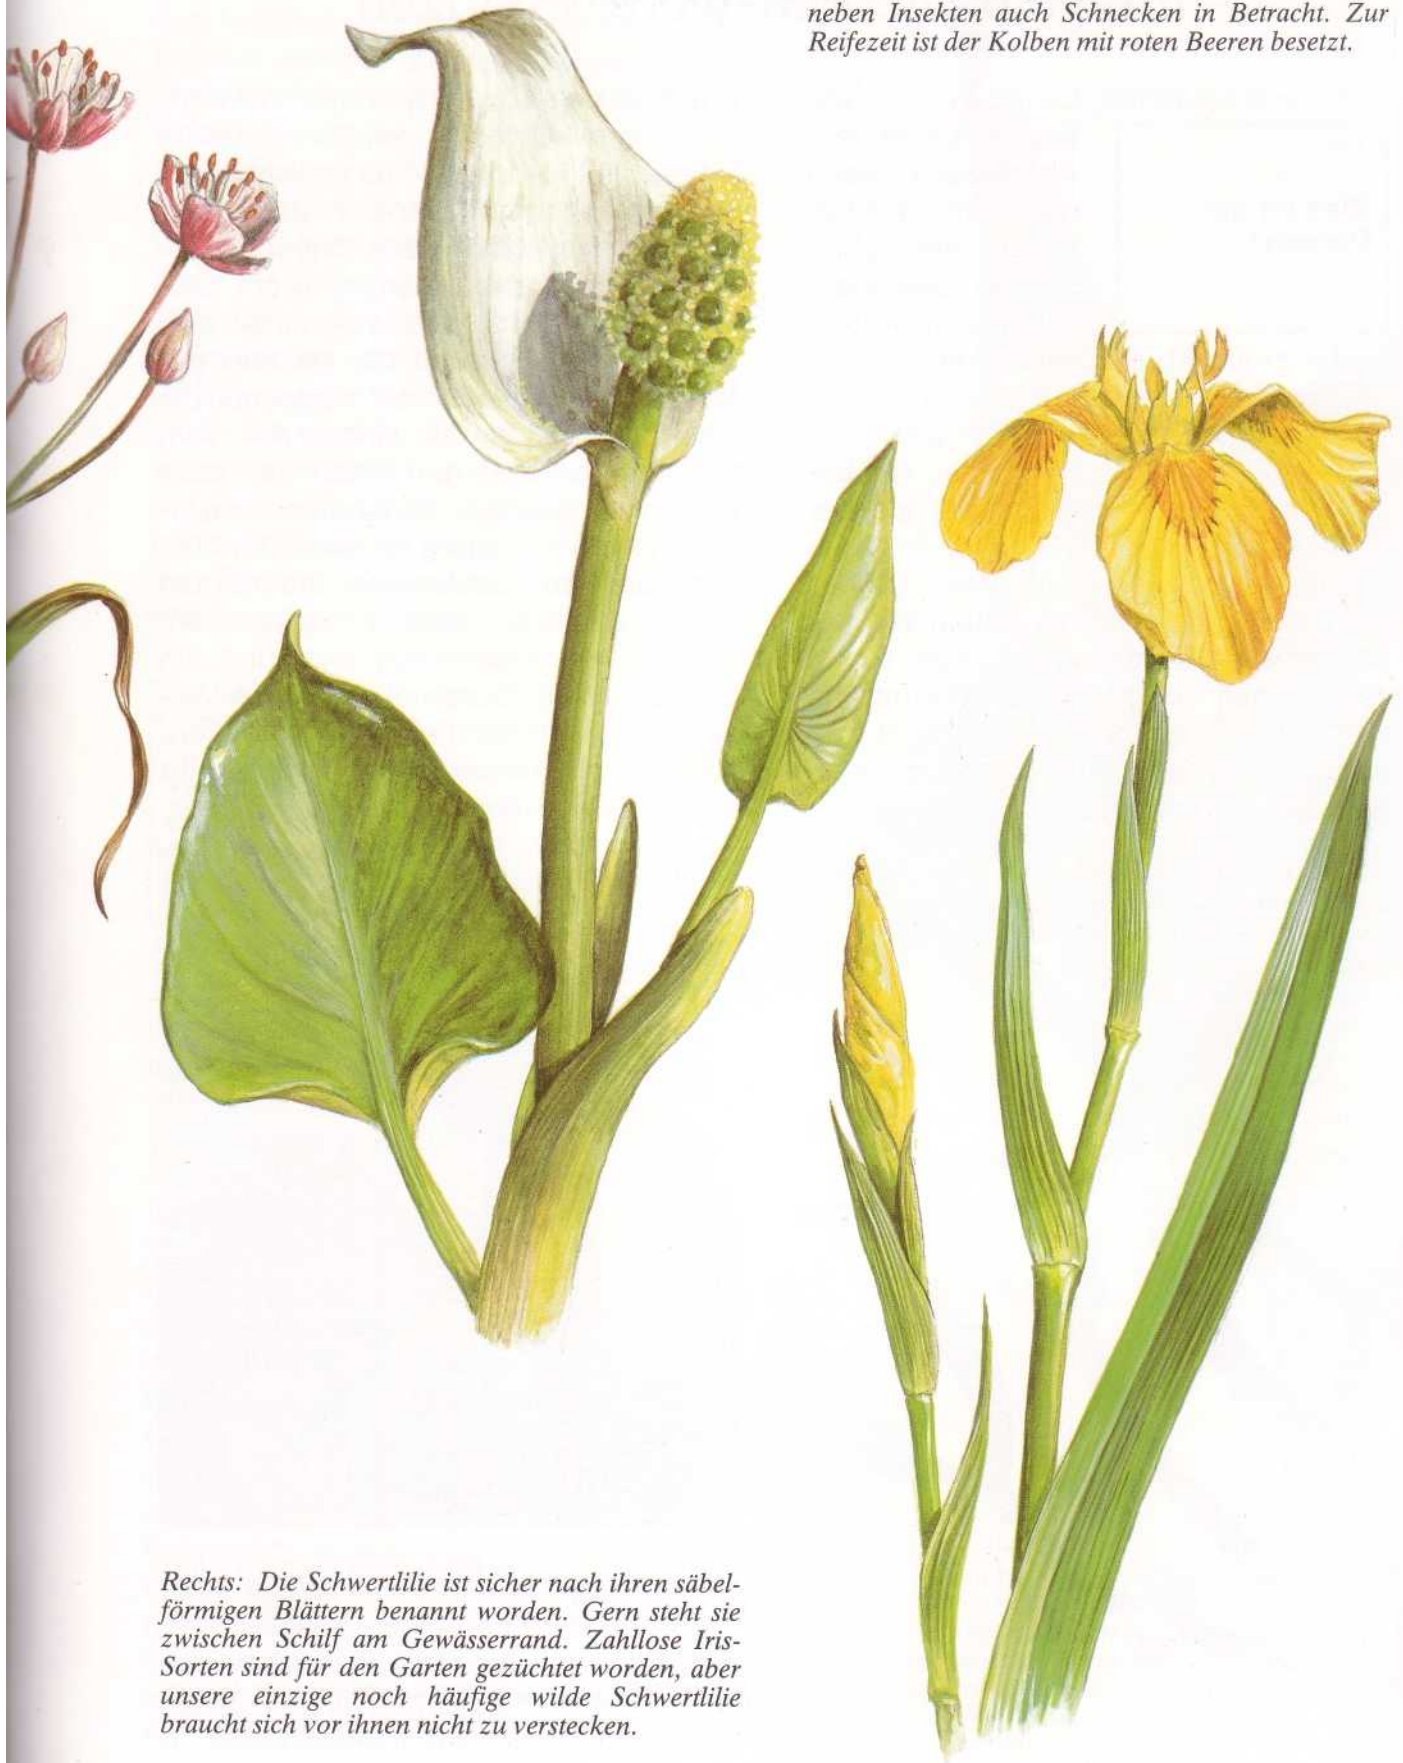 neben Insekten auch Schnecken in Betracht. Zur
Reifezeit ist der Kolben mit roten Beeren besetzt.
Rechts: Die Schwertlilie ist sicher nach ihren säbel-
förmigen Blättern benannt worden. Gern steht sie
zwischen Schilf am Gewässerrand. Zahllose Iris-
Sorten sind für den Garten gezüchtet worden, aber
unsere einzige noch häufige wilde Schwertlilie
braucht sich vor ihnen nicht zu verstecken.